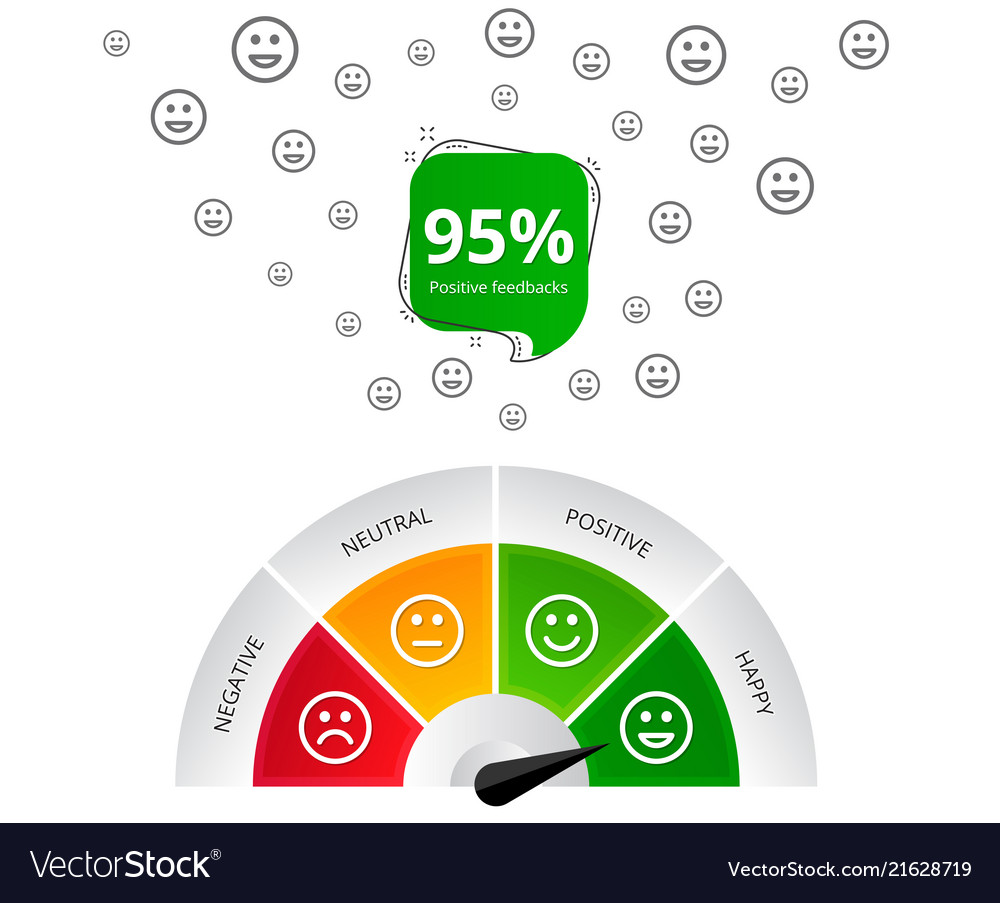 95%
Positive feedbacks
NEGATIVE
NEUTRAL
POSITIVE
HAPPY
VectorStock®
VectorStock.com/21628719